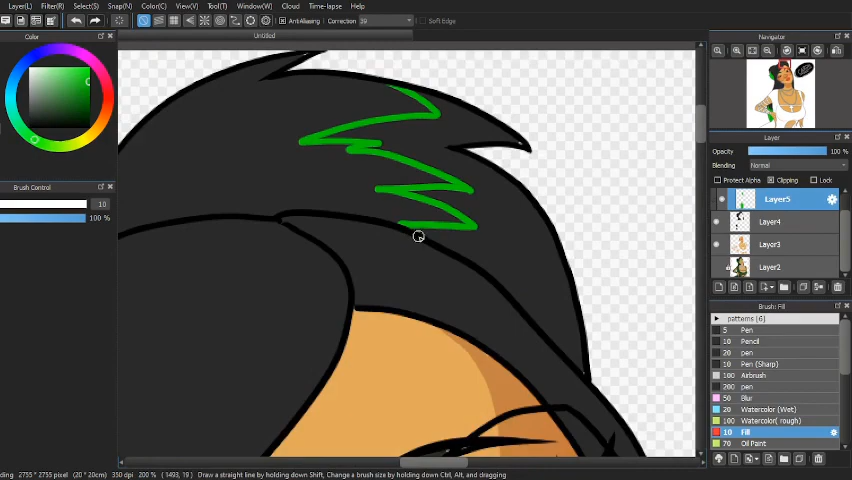 Layer(L) Filter(R) Select(S) Snap(N) Color(C) Tool(T) Window(W) Cloud Time-lapse Help
AntiAliasing Correction 39 Soft Edge
Color
Untitled
Navigator
Layer
Opacity 100 %
Blending Normal
Protect Alpha Clipping Lock
Layer5
Layer4
Layer3
Layer2
Brush Control
10
100 %
Brush: Fill
patterns (6)
5 Pen
10 Pencil
20 pen
10 Pen (Sharp)
100 Airbrush
200 pen
50 Blur
20 Watercolor (Wet)
100 Watercolor( rough)
10 Fill
70 Oil Paint
ding 2755 * 2755 pixel (20 * 20cm) 350 dpi 200 % ( 1493, 19 ) Draw a straight line by holding down Shift, Change a brush size by holding down Ctrl, Alt, and dragging